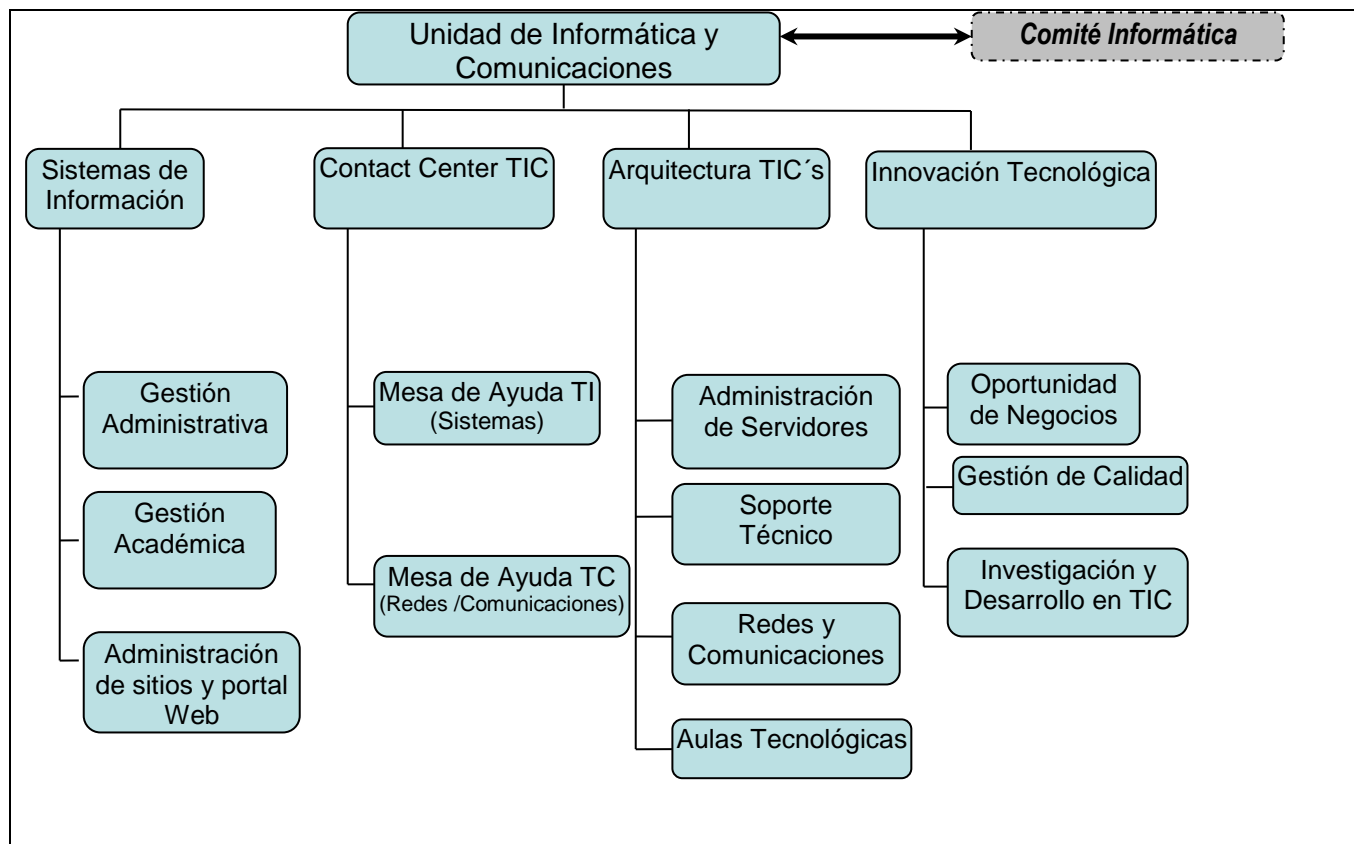 Unidad de Informática y
Comunicaciones
Comité Informática
Sistemas de
Información
Contact Center TIC
Arquitectura TIC´s
Innovación Tecnológica
Gestión
Administrativa
Gestión
Académica
Administración
de sitios y portal
Web
Mesa de Ayuda TI
(Sistemas)
Mesa de Ayuda TC
(Redes /Comunicaciones)
Administración
de Servidores
Soporte
Técnico
Redes y
Comunicaciones
Aulas Tecnológicas
Oportunidad
de Negocios
Gestión de Calidad
Investigación y
Desarrollo en TIC